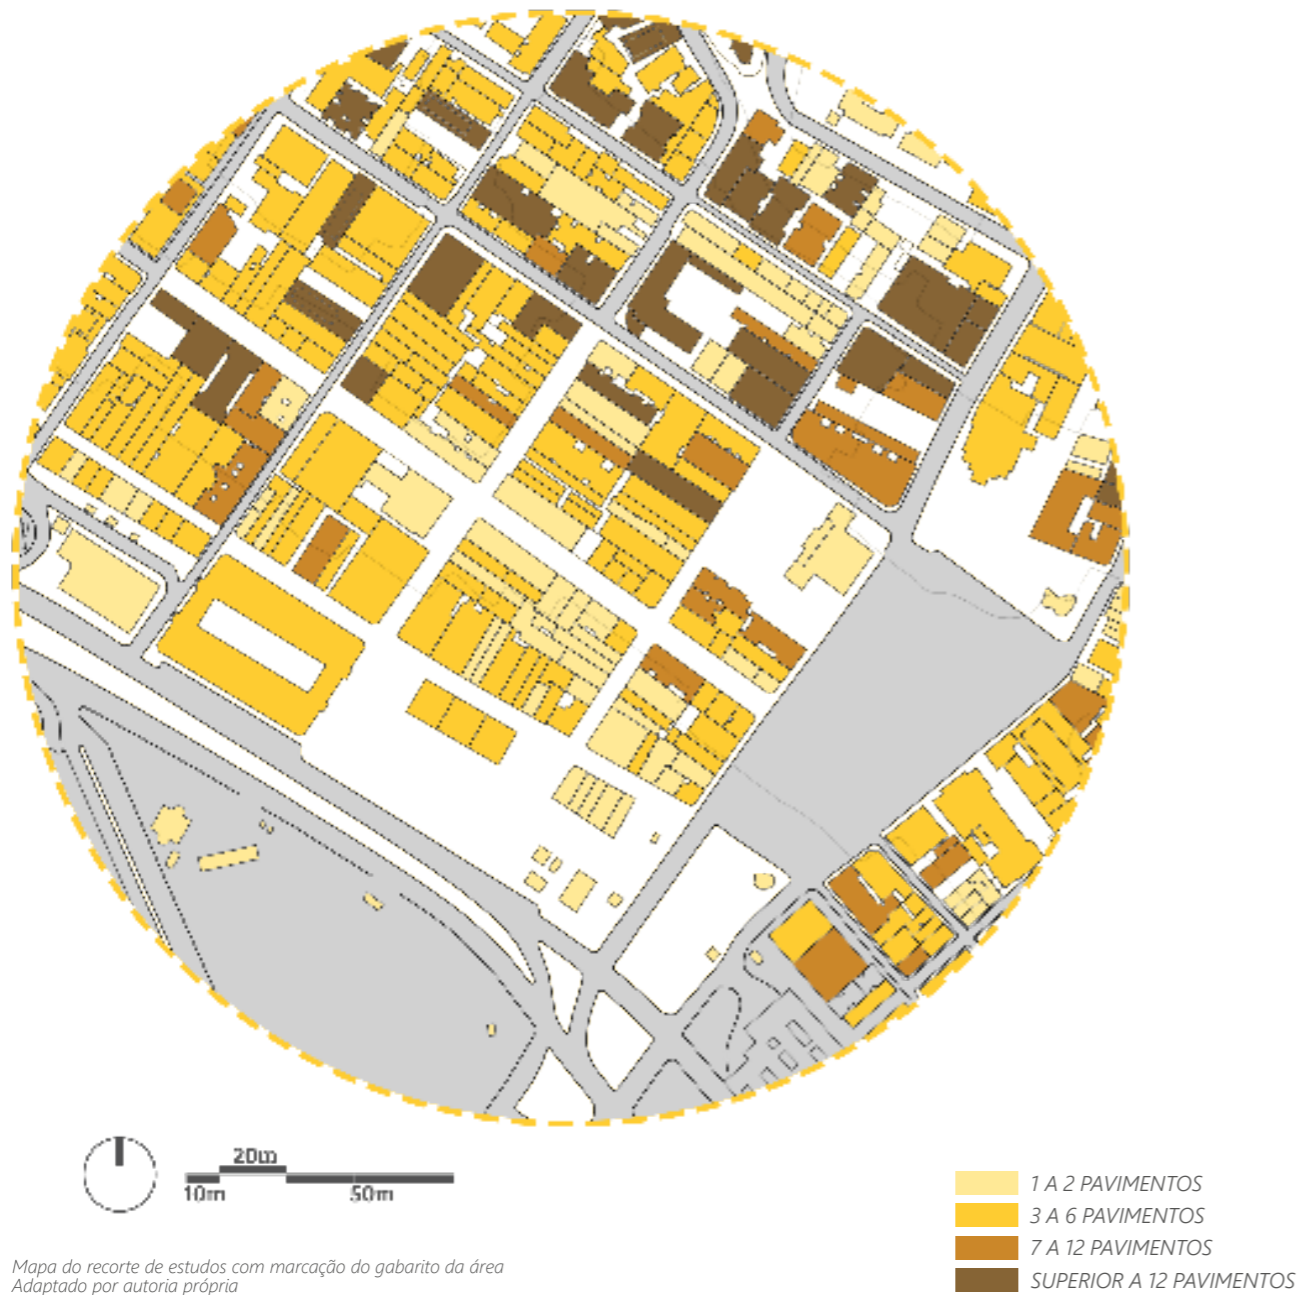 20m
10m
50m
1 A 2 PAVIMENTOS
3 A 6 PAVIMENTOS
7 A 12 PAVIMENTOS
SUPERIOR A 12 PAVIMENTOS
Mapa do recorte de estudos com marcação do gabarito da área
Adaptado por autoria própria